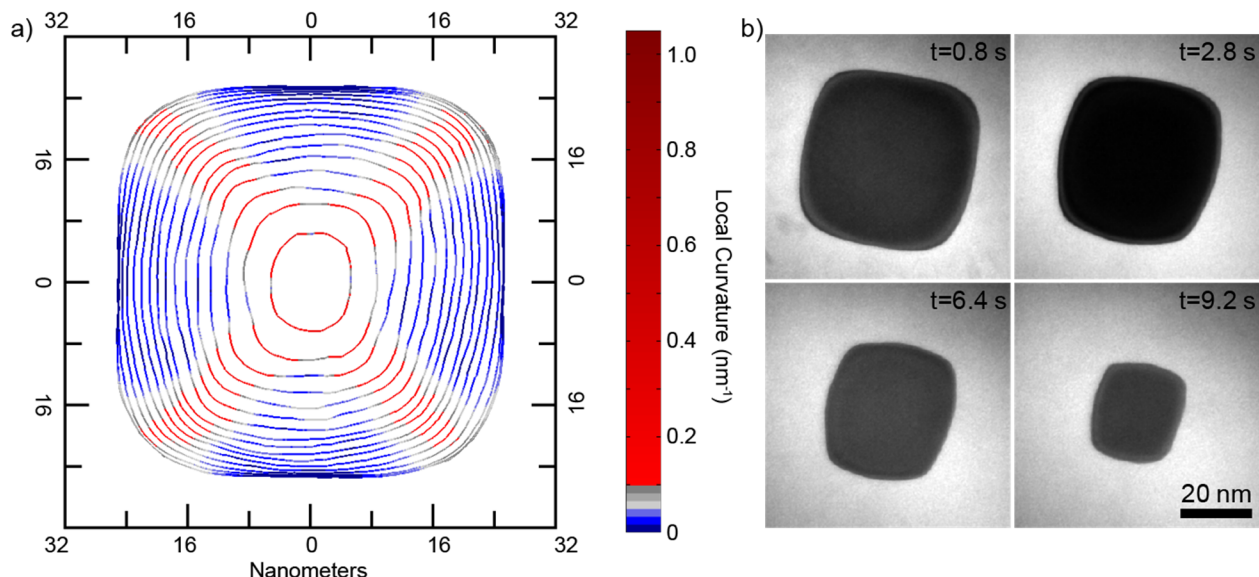 a)
32 16 0 16 32
16 16
0 0
16 16
32 16 0 16 32
Nanometers
1.0
0.8
0.6
0.4
0.2
0
Local Curvature (nm⁻¹)
b)
t=0.8 s
t=2.8 s
t=6.4 s
t=9.2 s
20 nm